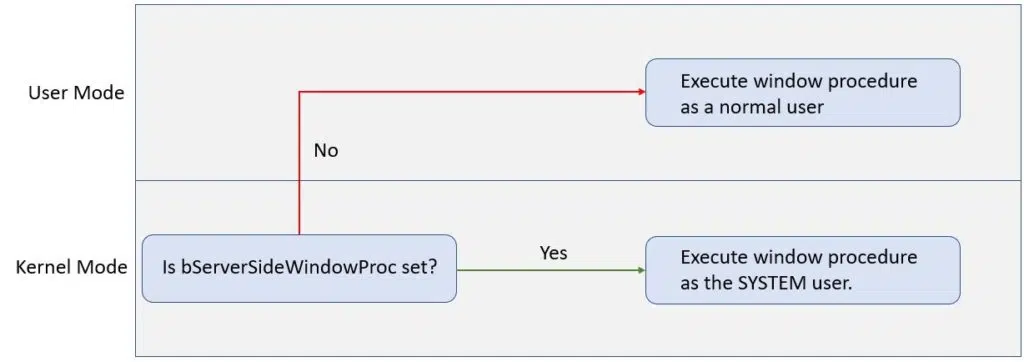 User Mode
Execute window procedure
as a normal user
No
Kernel Mode
Is bServerSideWindowProc set?
Yes
Execute window procedure
as the SYSTEM user.